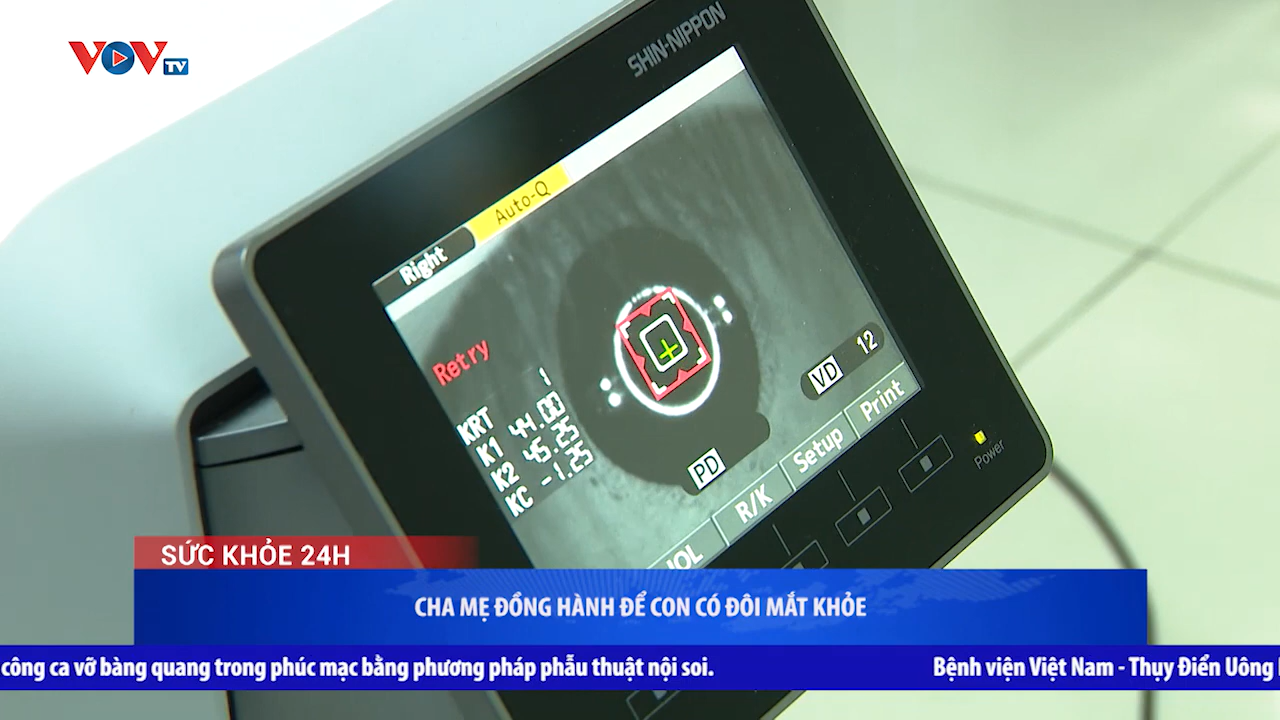 VOV TV
SHIN-NIPPON
Right
Auto-Q
Retry
KRT 1
K1 44.00
K2 45.25
KC -1.25
VD 12
PD
IOL
R/K
Setup
Print
Power
SỨC KHỎE 24H
CHA MẸ ĐỒNG HÀNH ĐỂ CON CÓ ĐÔI MẮT KHỎE
công ca vỡ bàng quang trong phúc mạc bằng phương pháp phẫu thuật nội soi. Bệnh viện Việt Nam - Thụy Điển Uông